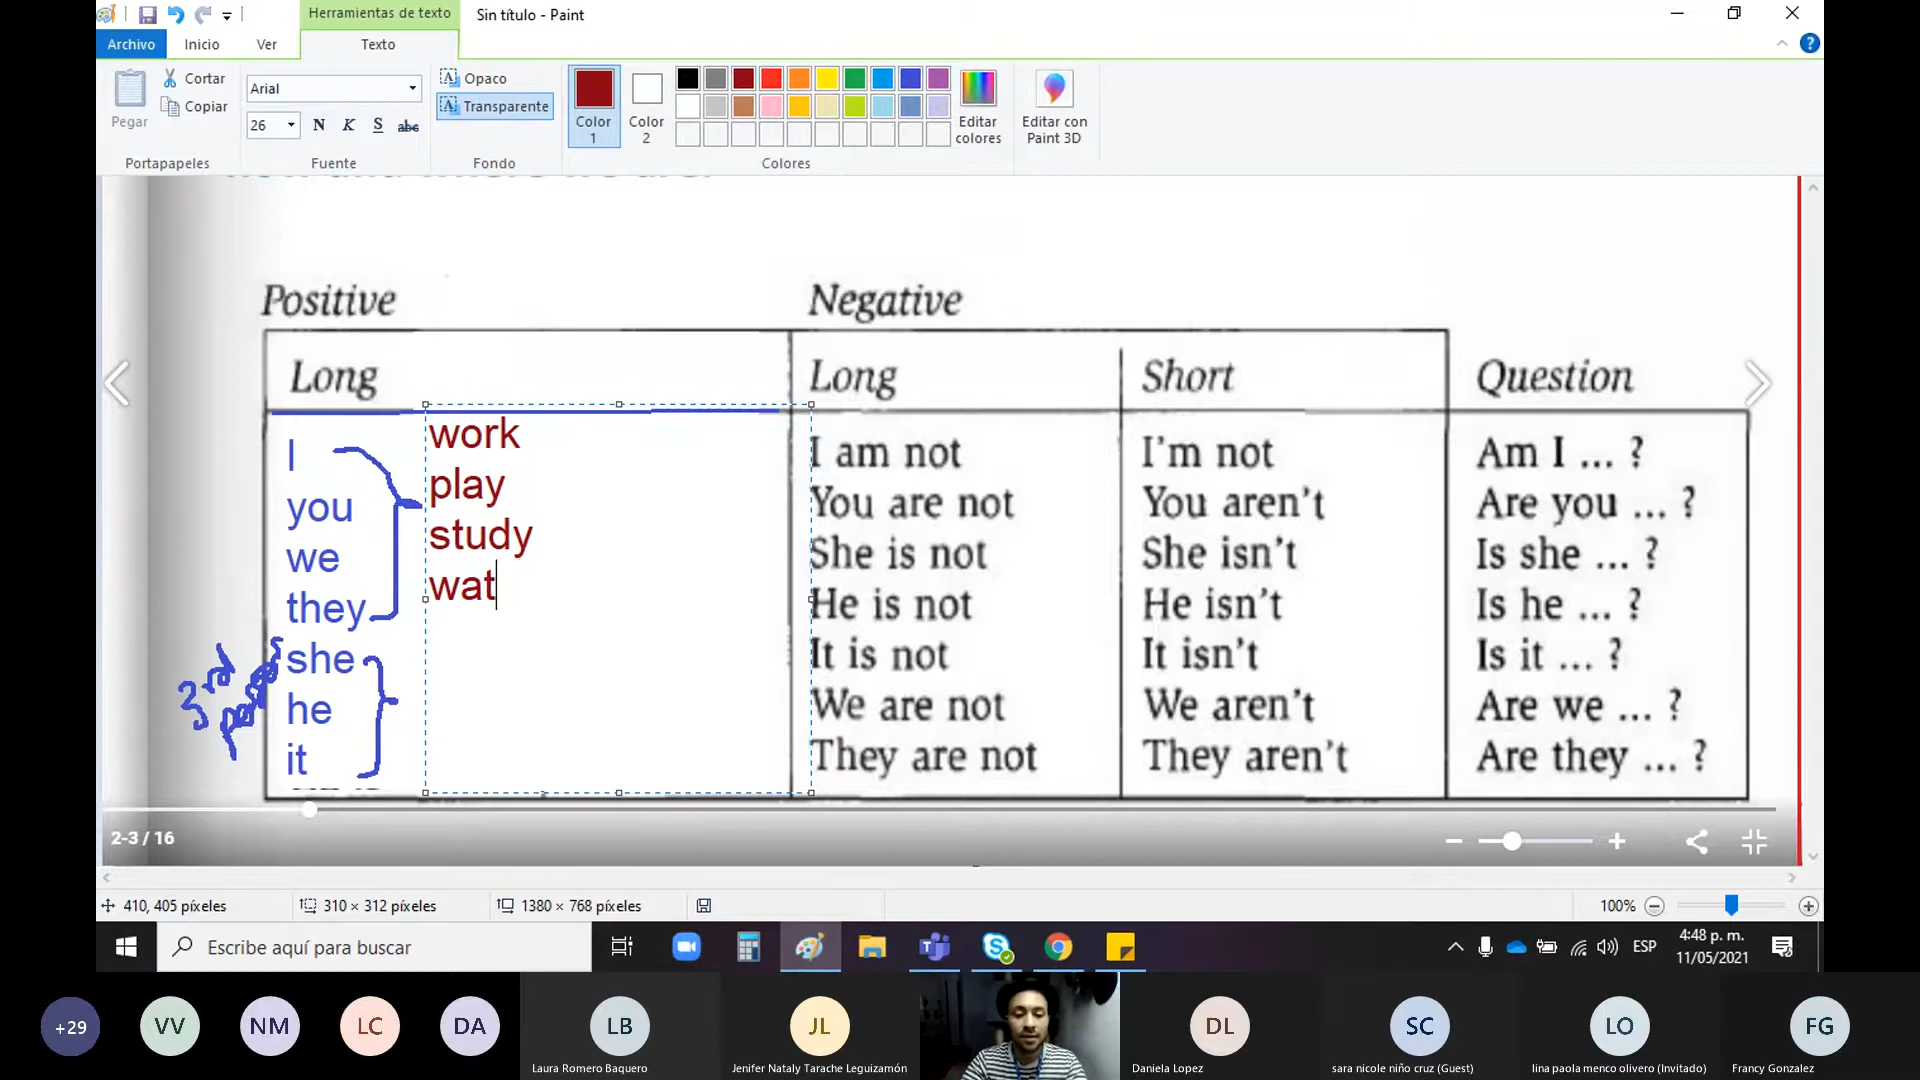 Herramientas de texto
Sin título - Paint
Archivo
Inicio
Ver
Texto
Pegar
Cortar
Copiar
Portapapeles
Arial
26
N K S abc
Fuente
Opaco
Transparente
Fondo
Color 1
Color 2
Editar colores
Colores
Editar con Paint 3D
Positive
Negative
Long
Long
Short
Question
I
you
we
they
she
he
it
3rd
work
play
study
wat
I am not
You are not
She is not
He is not
It is not
We are not
They are not
I'm not
You aren't
She isn't
He isn't
It isn't
We aren't
They aren't
Am I ... ?
Are you ... ?
Is she ... ?
Is he ... ?
Is it ... ?
Are we ... ?
Are they ... ?
2-3 / 16
410, 405 píxeles
310 × 312 píxeles
1380 × 768 píxeles
100%
Escribe aquí para buscar
ESP
4:48 p. m.
11/05/2021
+29
VV
NM
LC
DA
LB
Laura Romero Baquero
JL
Jenifer Nataly Tarache Leguizamón
DL
Daniela Lopez
SC
sara nicole niño cruz (Guest)
LO
lina paola menco olivero (Invitado)
FG
Francy Gonzalez